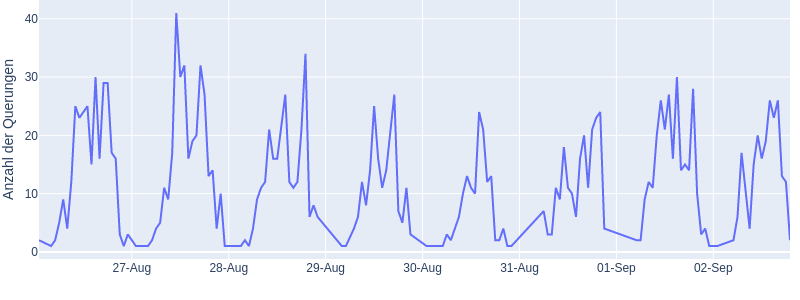 Anzahl der Querungen
40
30
20
10
0
27-Aug
28-Aug
29-Aug
30-Aug
31-Aug
01-Sep
02-Sep